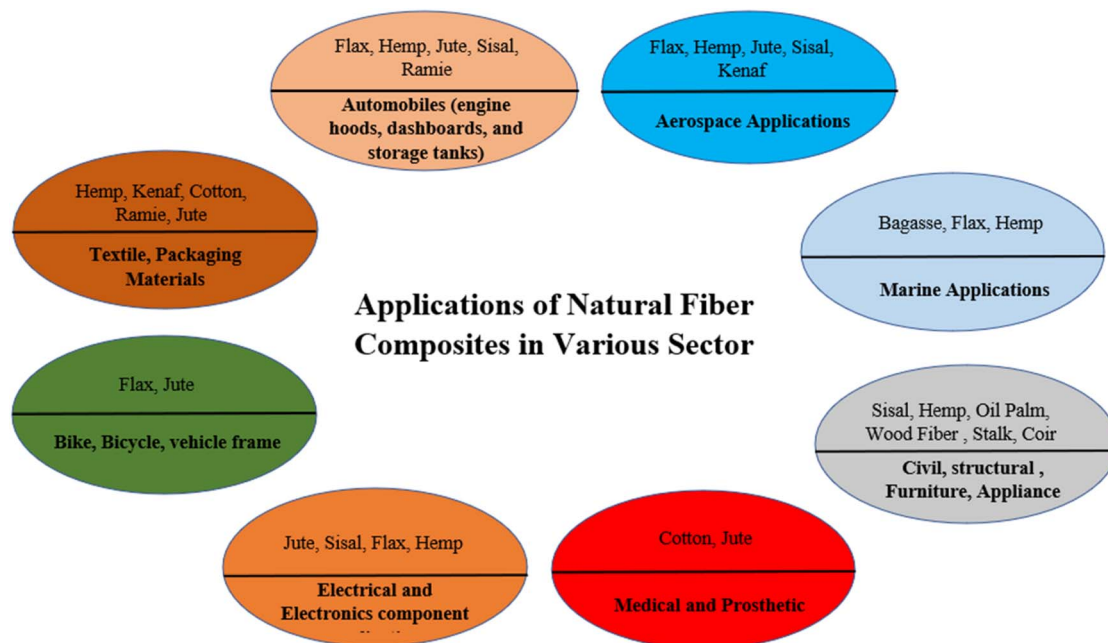 Flax, Hemp, Jute, Sisal,
Ramie
Automobiles (engine
hoods, dashboards, and
storage tanks)
Flax, Hemp, Jute, Sisal,
Kenaf
Aerospace Applications
Hemp, Kenaf, Cotton,
Ramie, Jute
Textile, Packaging
Materials
Bagasse, Flax, Hemp
Marine Applications
Applications of Natural Fiber
Composites in Various Sector
Flax, Jute
Bike, Bicycle, vehicle frame
Sisal, Hemp, Oil Palm,
Wood Fiber , Stalk, Coir
Civil, structural ,
Furniture, Appliance
Jute, Sisal, Flax, Hemp
Electrical and
Electronics component
Cotton, Jute
Medical and Prosthetic